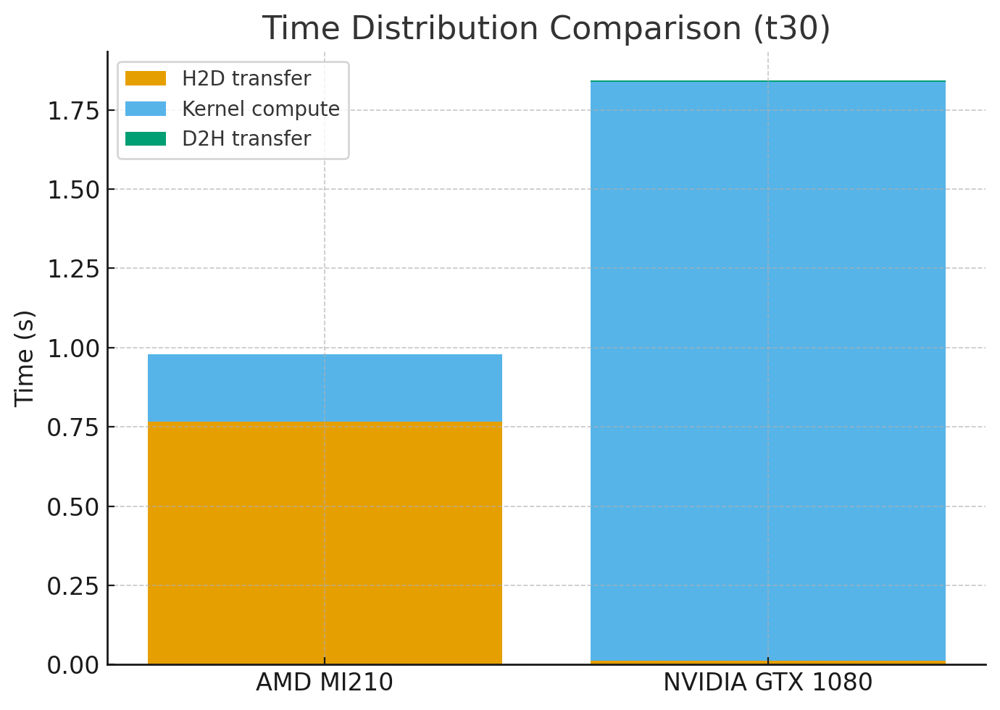 Time Distribution Comparison (t30)
H2D transfer
Kernel compute
D2H transfer
1.75
1.50
1.25
1.00
0.75
0.50
0.25
0.00
Time (s)
AMD MI210
NVIDIA GTX 1080